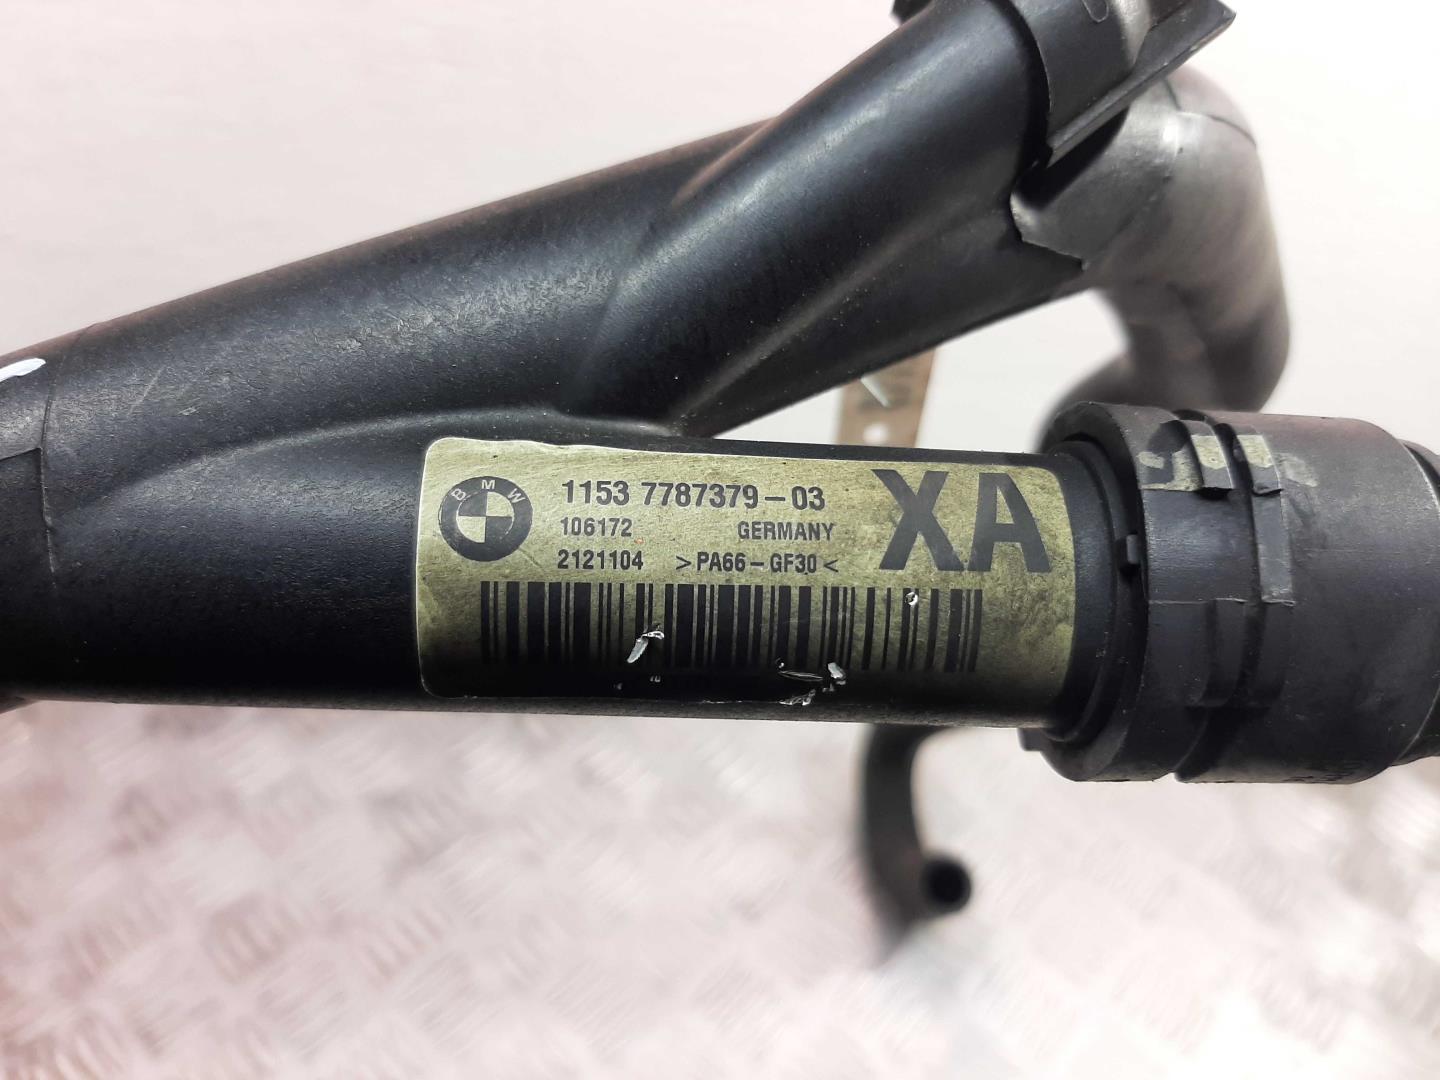 BMW
1153 7787379-03
XA
106172 GERMANY
2121104 >PA66-GF30<